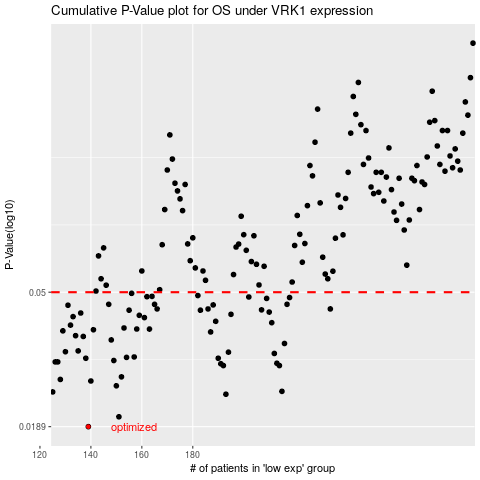 Cumulative P-Value plot for OS under VRK1 expression
P-Value(log10)
0.05
0.0189
optimized
120 140 160 180
# of patients in 'low exp' group